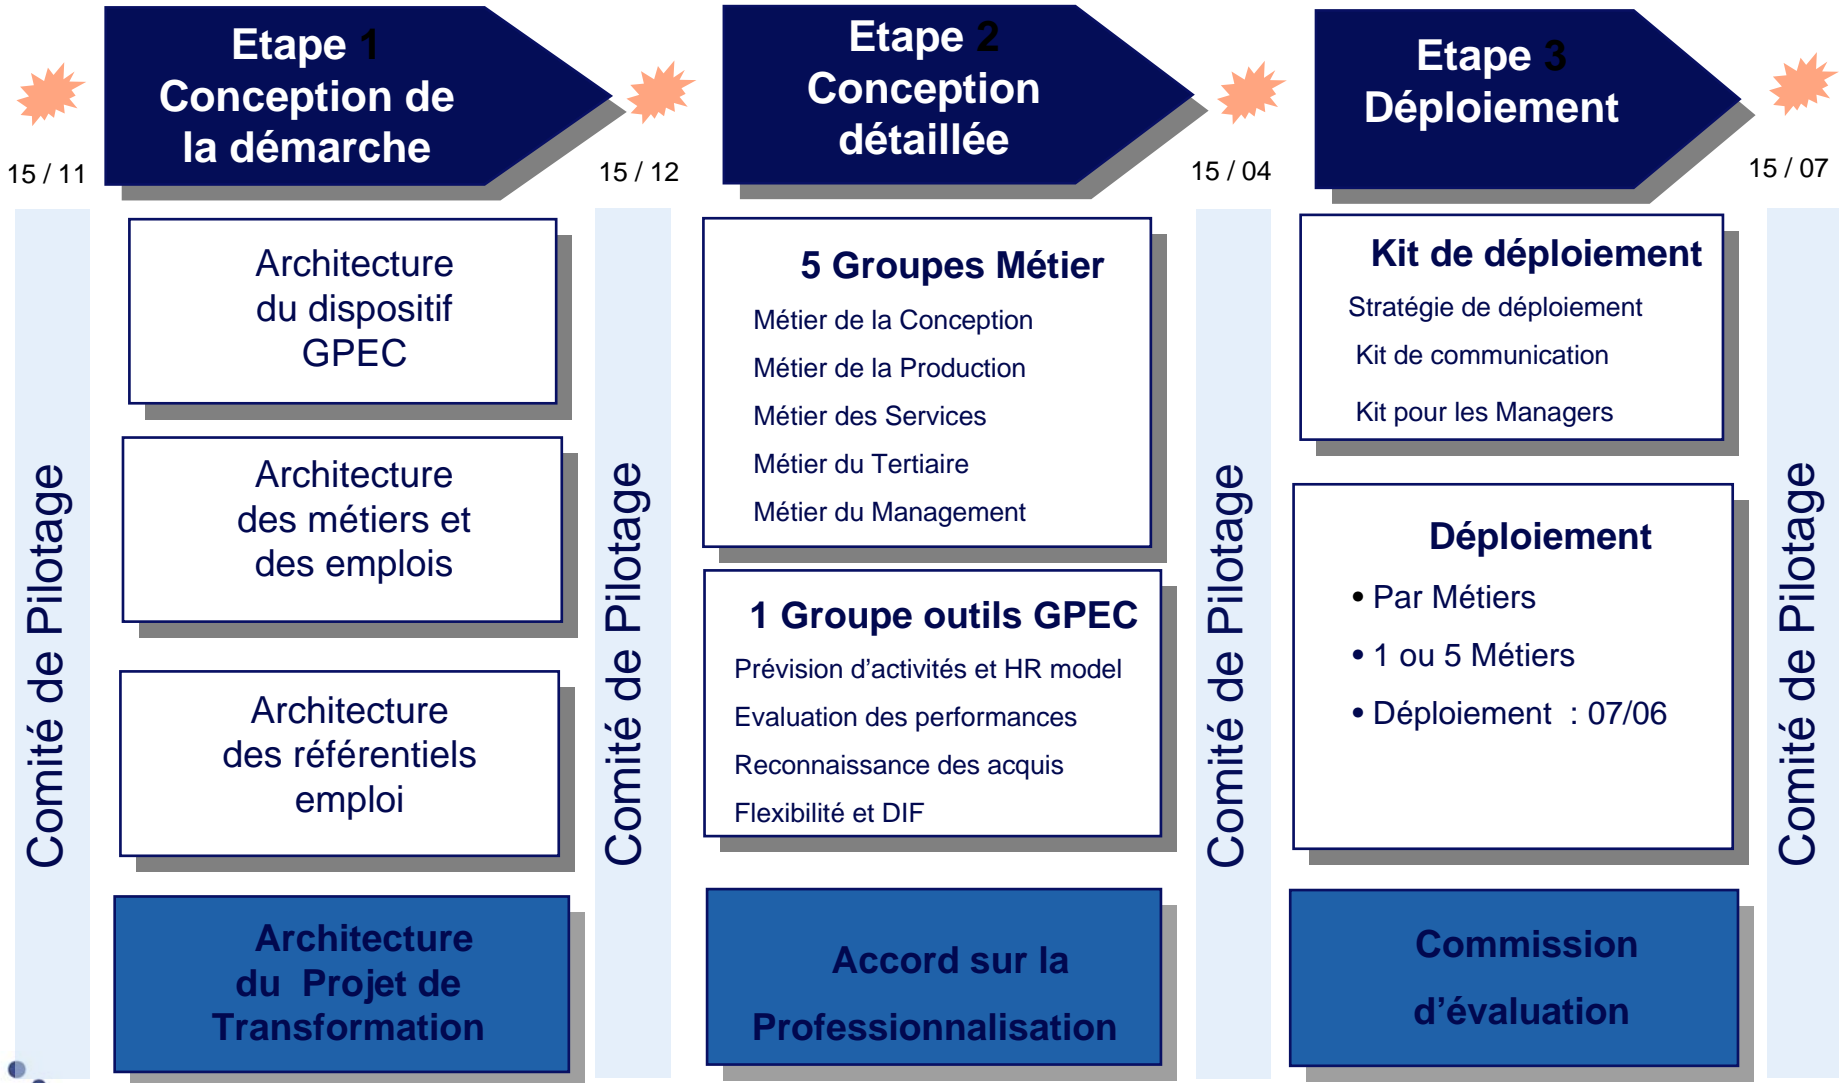 Etape 1
Conception de
la démarche
Etape 2
Conception
détaillée
Etape 3
Déploiement
15 / 11
15 / 12
15 / 04
15 / 07
Comité de Pilotage
Architecture
du dispositif
GPEC
Architecture
des métiers et
des emplois
Architecture
des référentiels
emploi
Architecture
du Projet de
Transformation
Comité de Pilotage
5 Groupes Métier
Métier de la Conception
Métier de la Production
Métier des Services
Métier du Tertiaire
Métier du Management
1 Groupe outils GPEC
Prévision d’activités et HR model
Evaluation des performances
Reconnaissance des acquis
Flexibilité et DIF
Accord sur la
Professionnalisation
Comité de Pilotage
Kit de déploiement
Stratégie de déploiement
Kit de communication
Kit pour les Managers
Déploiement
• Par Métiers
• 1 ou 5 Métiers
• Déploiement : 07/06
Commission
d’évaluation
Comité de Pilotage